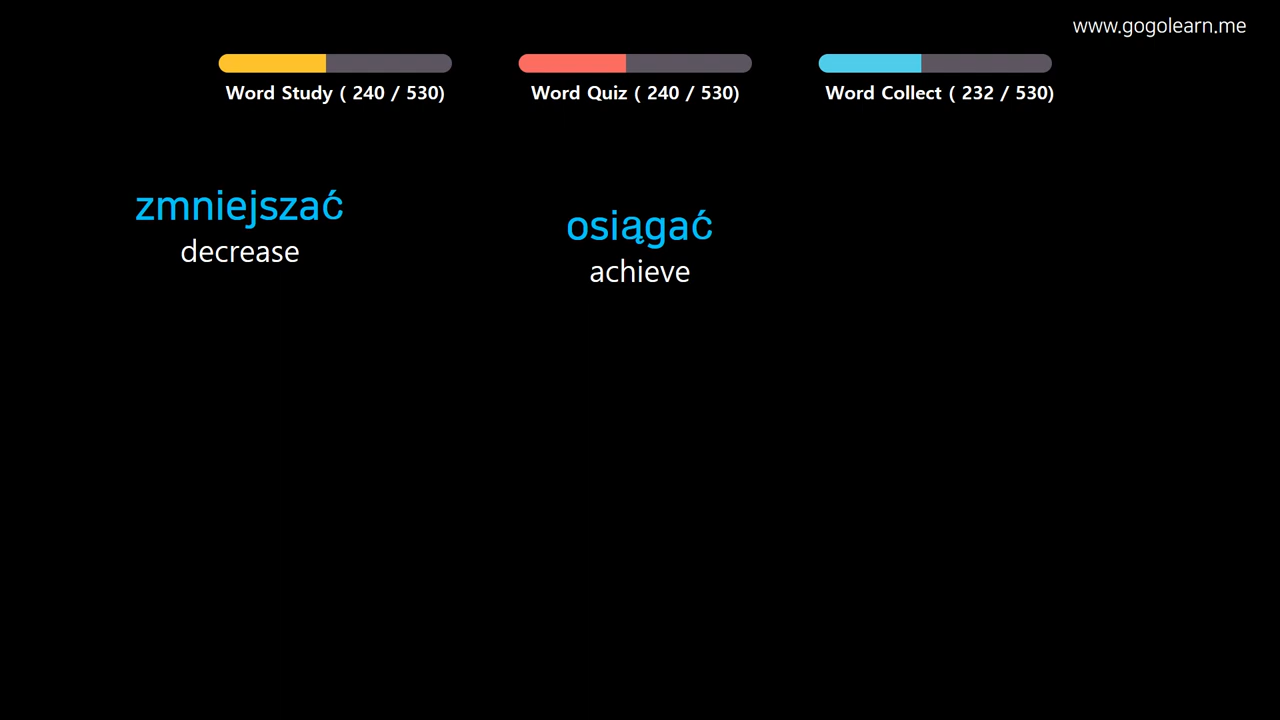 www.gogolearn.me
Word Study ( 240 / 530)
Word Quiz ( 240 / 530)
Word Collect ( 232 / 530)
zmniejszać
decrease
osiągać
achieve